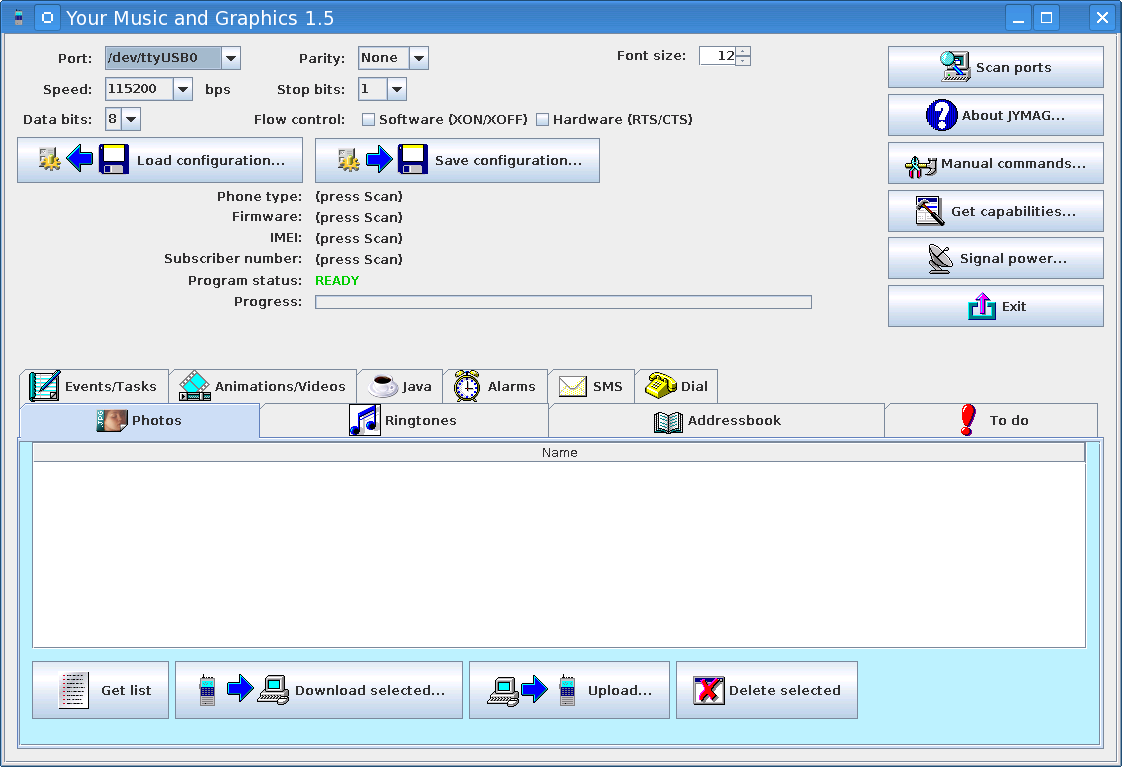 Your Music and Graphics 1.5
Port: /dev/ttyUSB0 Parity: None Font size: 12
Speed: 115200 bps Stop bits: 1
Data bits: 8 Flow control: Software (XON/XOFF) Hardware (RTS/CTS)
Load configuration... Save configuration...
Phone type: (press Scan)
Firmware: (press Scan)
IMEI: (press Scan)
Subscriber number: (press Scan)
Program status: READY
Progress:
Scan ports
About JYMAG...
Manual commands...
Get capabilities...
Signal power...
Exit
Events/Tasks Animations/Videos Java Alarms SMS Dial
JPG Photos Ringtones Addressbook To do
Name
Get list Download selected... Upload... Delete selected